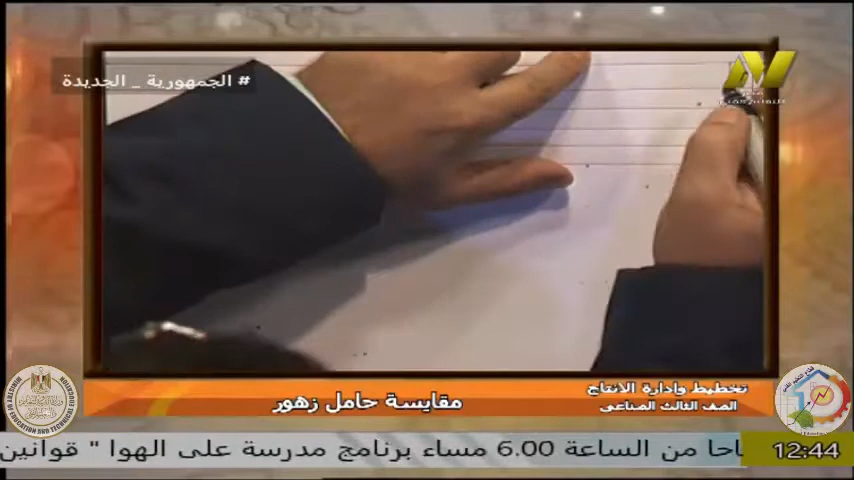 # الجمهورية _ الجديدة
تخطيط وإدارة الانتاج
الصف الثالث الصناعى
مقايسة حامل زهور
احا من الساعة 6.00 مساء برنامج مدرسة على الهوا " قوانين
12:44